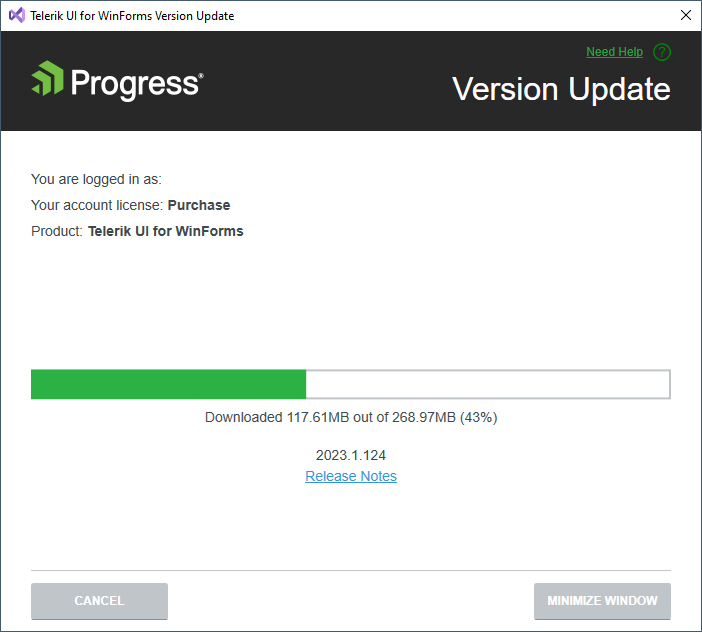 Telerik UI for WinForms Version Update
Need Help ?
Progress®
Version Update
You are logged in as:
Your account license: Purchase
Product: Telerik UI for WinForms
Downloaded 117.61MB out of 268.97MB (43%)
2023.1.124
Release Notes
CANCEL
MINIMIZE WINDOW